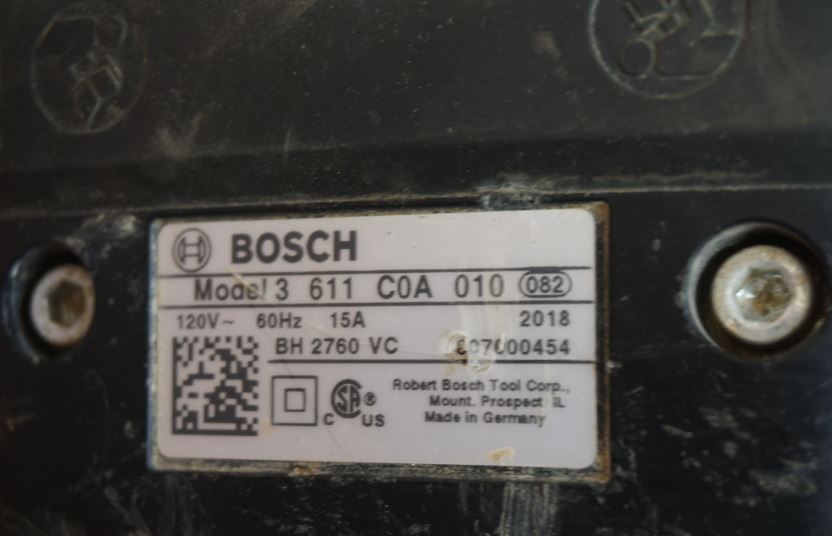 BOSCH
Model 3 611 C0A 010 082
120V~ 60Hz 15A 2018
BH 2760 VC 807000454
C US ®
Robert Bosch Tool Corp.,
Mount. Prospect IL
Made in Germany